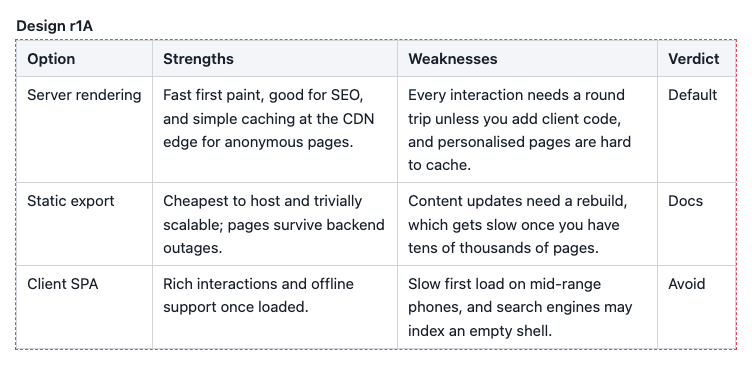 Design r1A
Option Strengths Weaknesses Verdict
Server rendering
Fast first paint, good for SEO,
and simple caching at the CDN
edge for anonymous pages.
Every interaction needs a round
trip unless you add client code,
and personalised pages are hard
to cache.
Default
Static export
Cheapest to host and trivially
scalable; pages survive backend
outages.
Content updates need a rebuild,
which gets slow once you have
tens of thousands of pages.
Docs
Client SPA
Rich interactions and offline
support once loaded.
Slow first load on mid-range
phones, and search engines may
index an empty shell.
Avoid